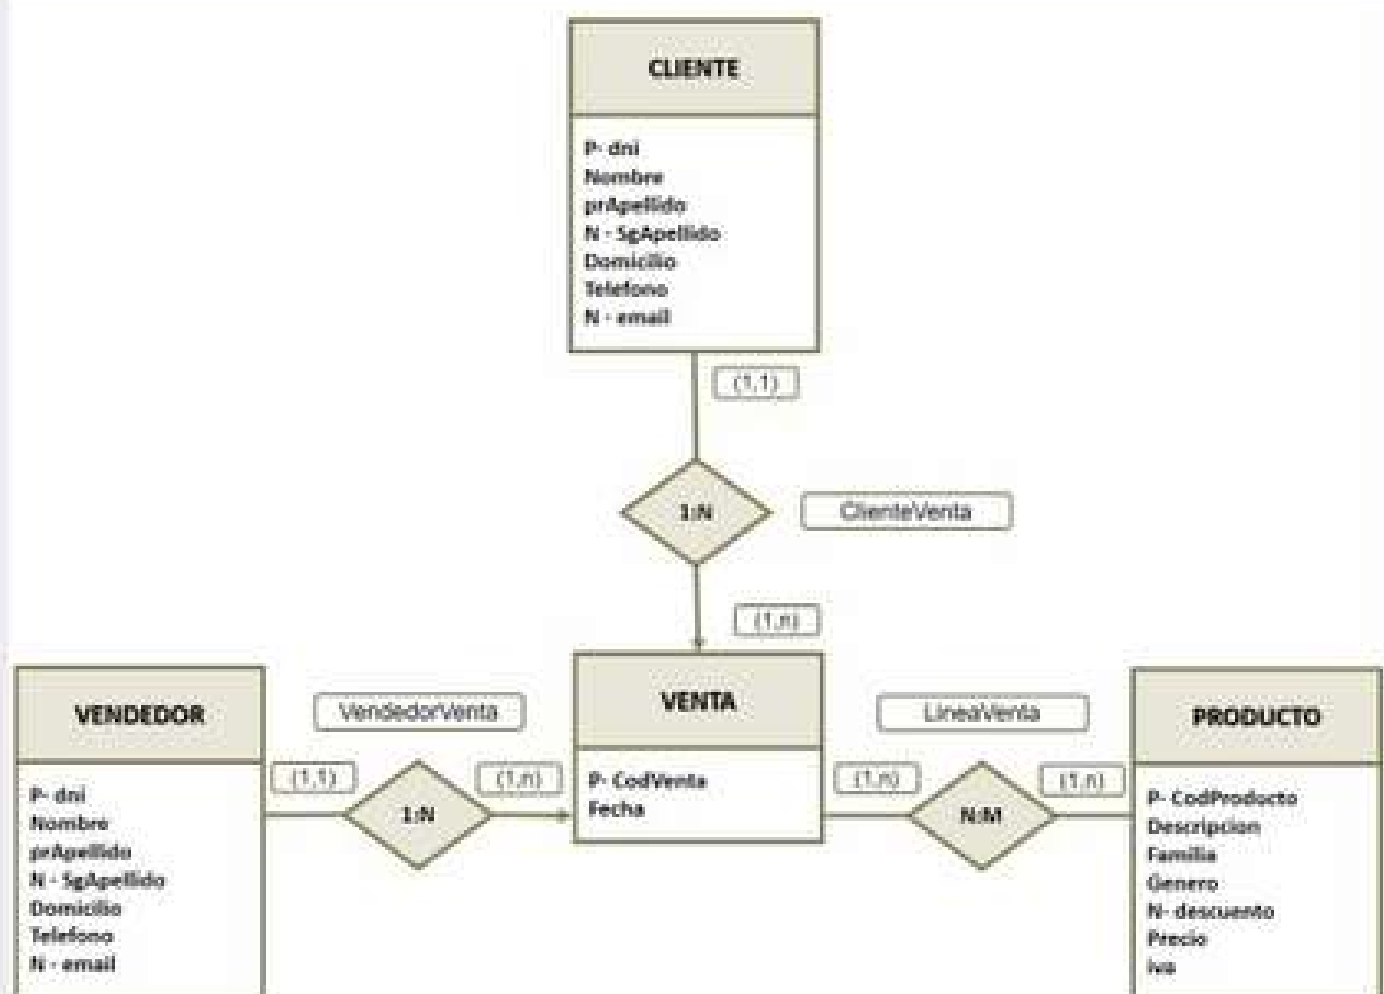 CLIENTE
P- dni
Nombre
prApellido
N - SgApellido
Domicilio
Telefono
N - email
(1,1)
1:N
ClienteVenta
(1,n)
VENDEDOR
P- dni
Nombre
prApellido
N - SgApellido
Domicilio
Telefono
N - email
VendedorVenta
(1,1)
1:N
(1,n)
VENTA
P- CodVenta
Fecha
LineaVenta
(1,n)
N:M
(1,n)
PRODUCTO
P- CodProducto
Descripcion
Familia
Genero
N- descuento
Precio
iva